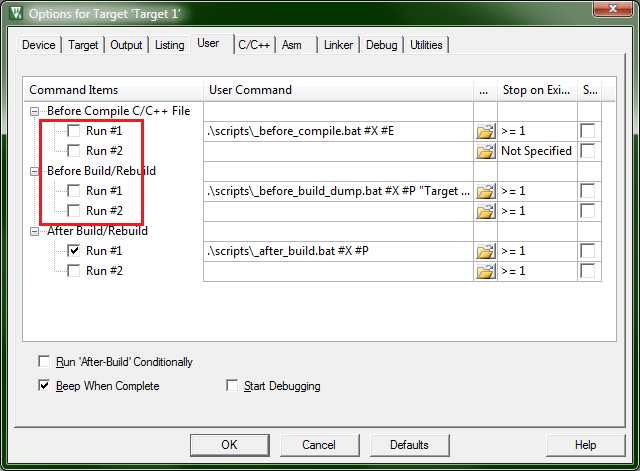 Options for Target 'Target 1'
Device Target Output Listing User C/C++ Asm Linker Debug Utilities
Command Items User Command ... Stop on Exi... S...
Before Compile C/C++ File
Run #1 .\scripts\_before_compile.bat #X #E >= 1
Run #2 Not Specified
Before Build/Rebuild
Run #1 .\scripts\_before_build_dump.bat #X #P "Target ... >= 1
Run #2 >= 1
After Build/Rebuild
Run #1 .\scripts\_after_build.bat #X #P >= 1
Run #2 >= 1
Run 'After-Build' Conditionally
Beep When Complete Start Debugging
OK Cancel Defaults Help